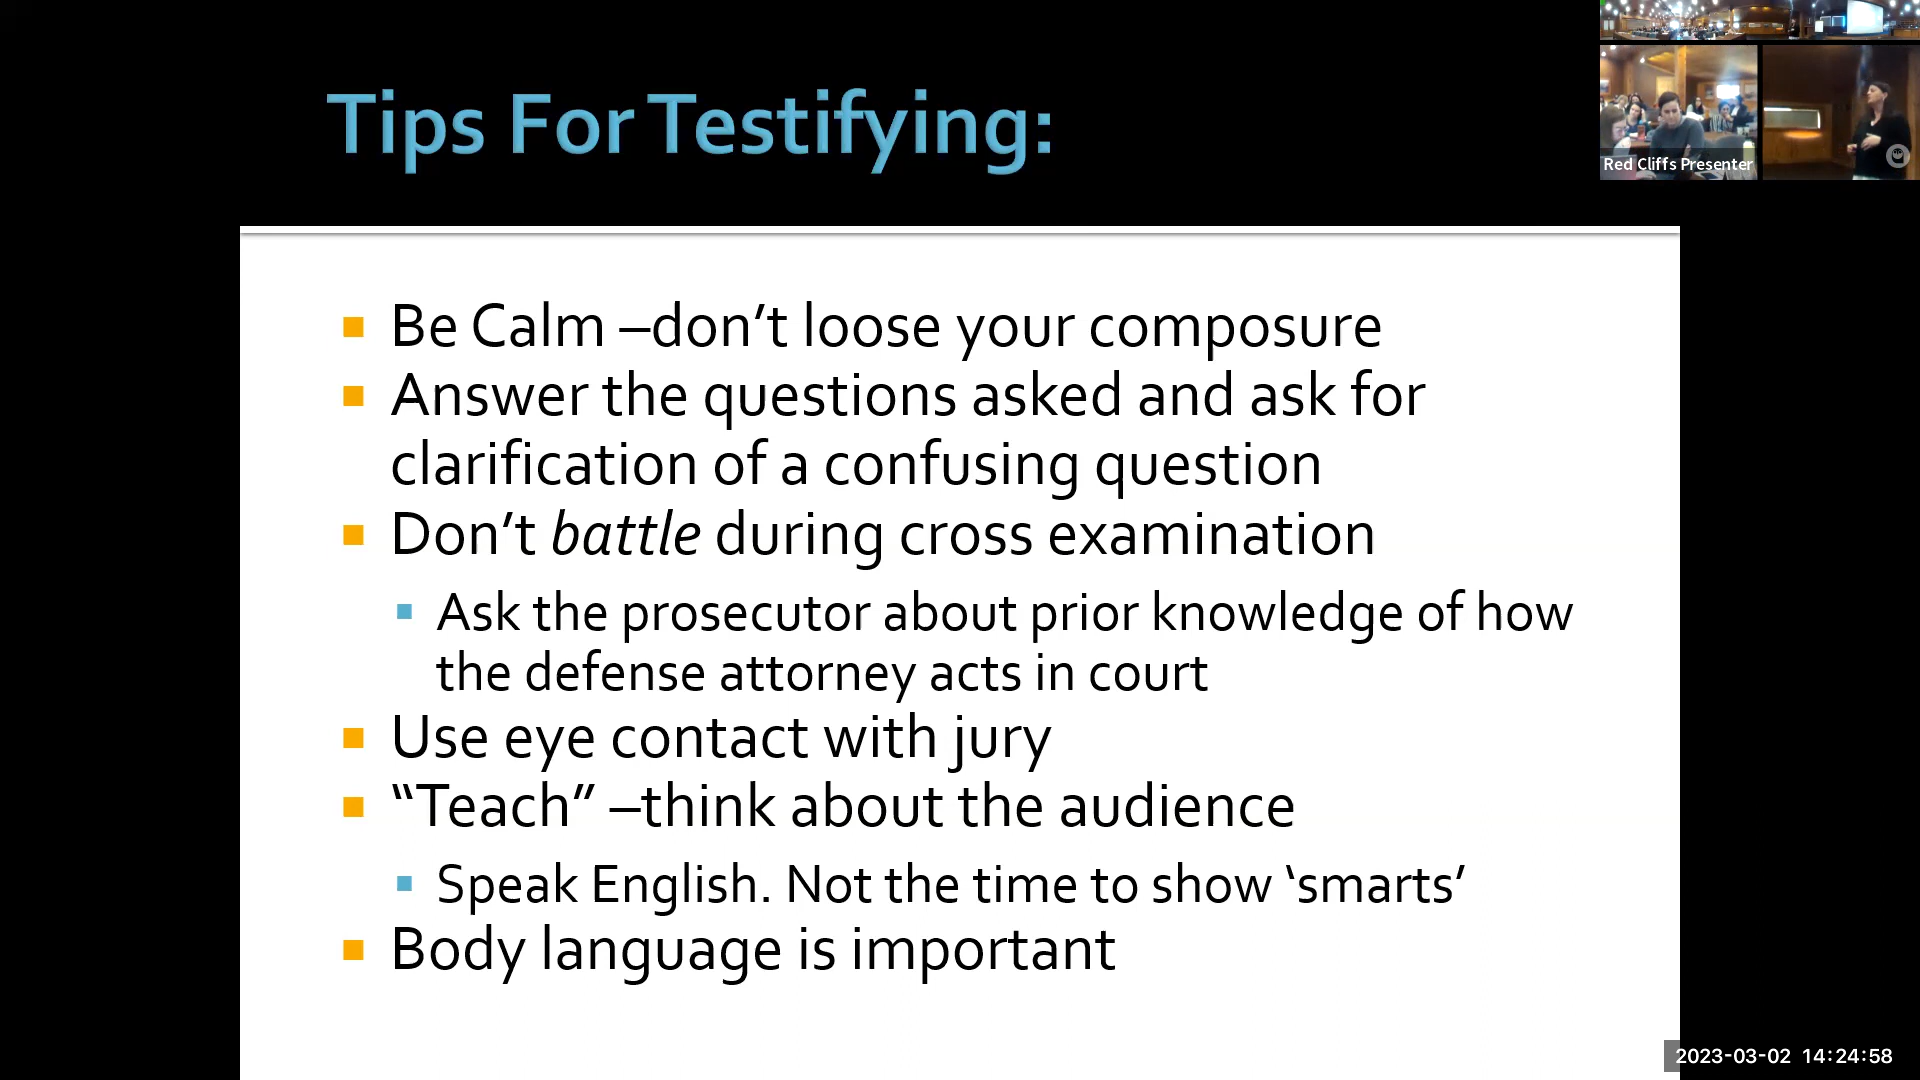 Tips For Testifying:
Red Cliffs Presenter
Be Calm –don’t loose your composure
Answer the questions asked and ask for
clarification of a confusing question
Don’t battle during cross examination
Ask the prosecutor about prior knowledge of how
the defense attorney acts in court
Use eye contact with jury
“Teach” –think about the audience
Speak English. Not the time to show ‘smarts’
Body language is important
2023-03-02 14:24:58